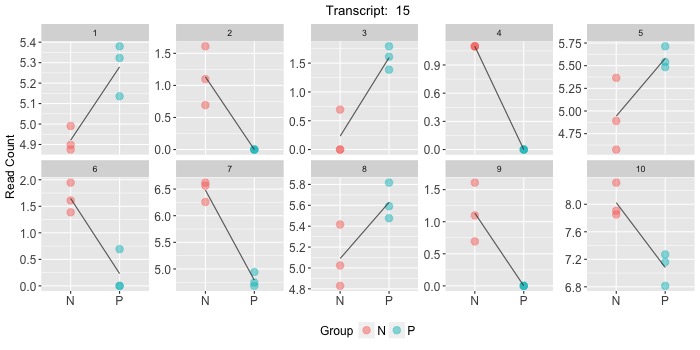 Transcript: 15
1 2 3 4 5
5.4 5.3 5.2 5.1 5.0 4.9
1.5 1.0 0.5 0.0
1.5 1.0 0.5 0.0
0.9 0.6 0.3 0.0
5.75 5.50 5.25 5.00 4.75
Read Count
6 7 8 9 10
2.0 1.5 1.0 0.5 0.0
6.5 6.0 5.5 5.0
5.8 5.6 5.4 5.2 5.0 4.8
1.5 1.0 0.5 0.0
8.0 7.6 7.2 6.8
N P N P N P N P N P
Group N P